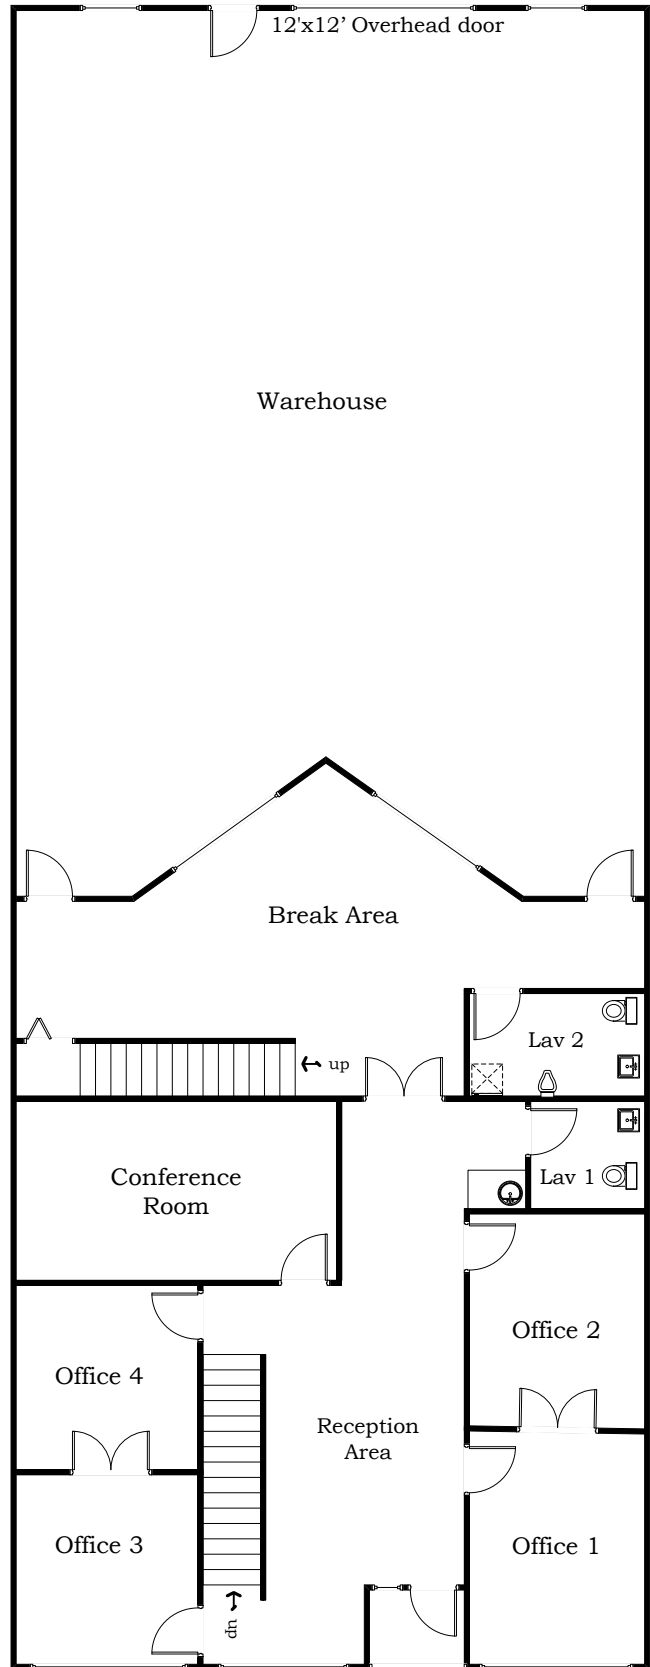 12'x12’ Overhead door
Warehouse
Break Area
Lav 2
up
Conference
Room
Lav 1
Office 2
Office 4
Reception
Area
Office 3
Office 1
up